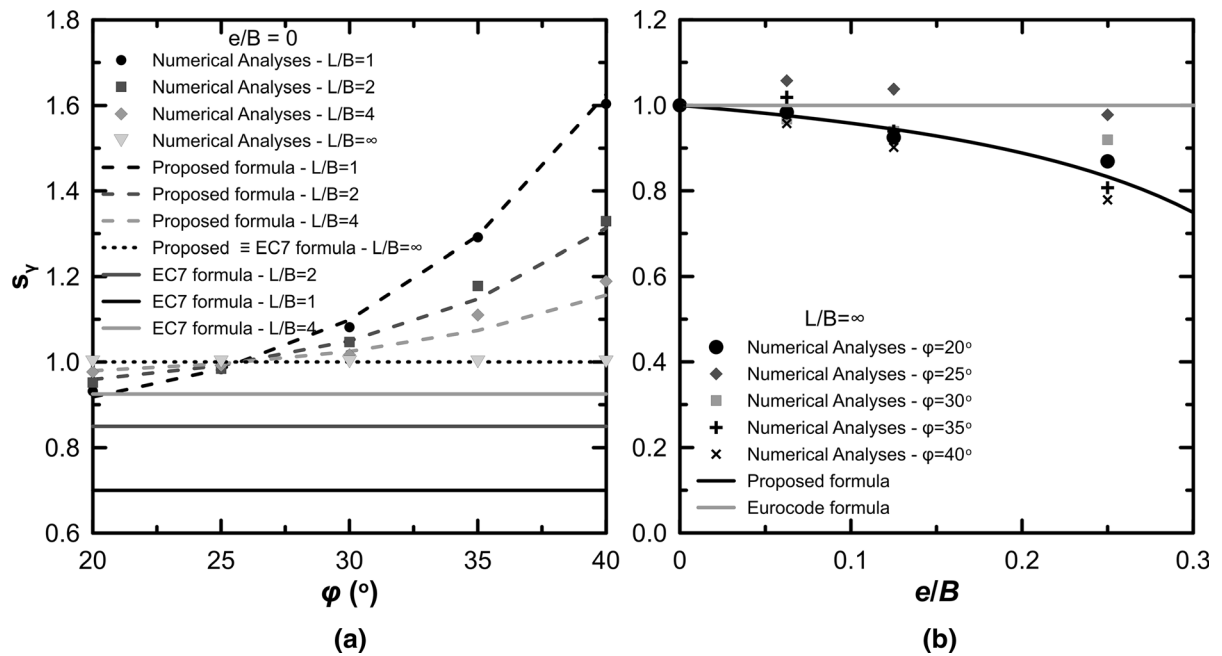 e/B = 0
Numerical Analyses - L/B=1
Numerical Analyses - L/B=2
Numerical Analyses - L/B=4
Numerical Analyses - L/B=∞
Proposed formula - L/B=1
Proposed formula - L/B=2
Proposed formula - L/B=4
Proposed ≡ EC7 formula - L/B=∞
EC7 formula - L/B=2
EC7 formula - L/B=1
EC7 formula - L/B=4
1.8
1.6
1.4
1.2
1.0
0.8
0.6
sγ
20
25
30
35
40
φ (°)
(a)
1.2
1.0
0.8
0.6
0.4
0.2
0.0
L/B=∞
Numerical Analyses - φ=20°
Numerical Analyses - φ=25°
Numerical Analyses - φ=30°
Numerical Analyses - φ=35°
Numerical Analyses - φ=40°
Proposed formula
Eurocode formula
0
0.1
0.2
0.3
e/B
(b)